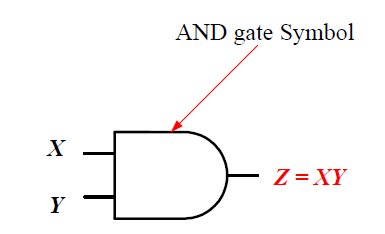 AND gate Symbol
X
Z = XY
Y